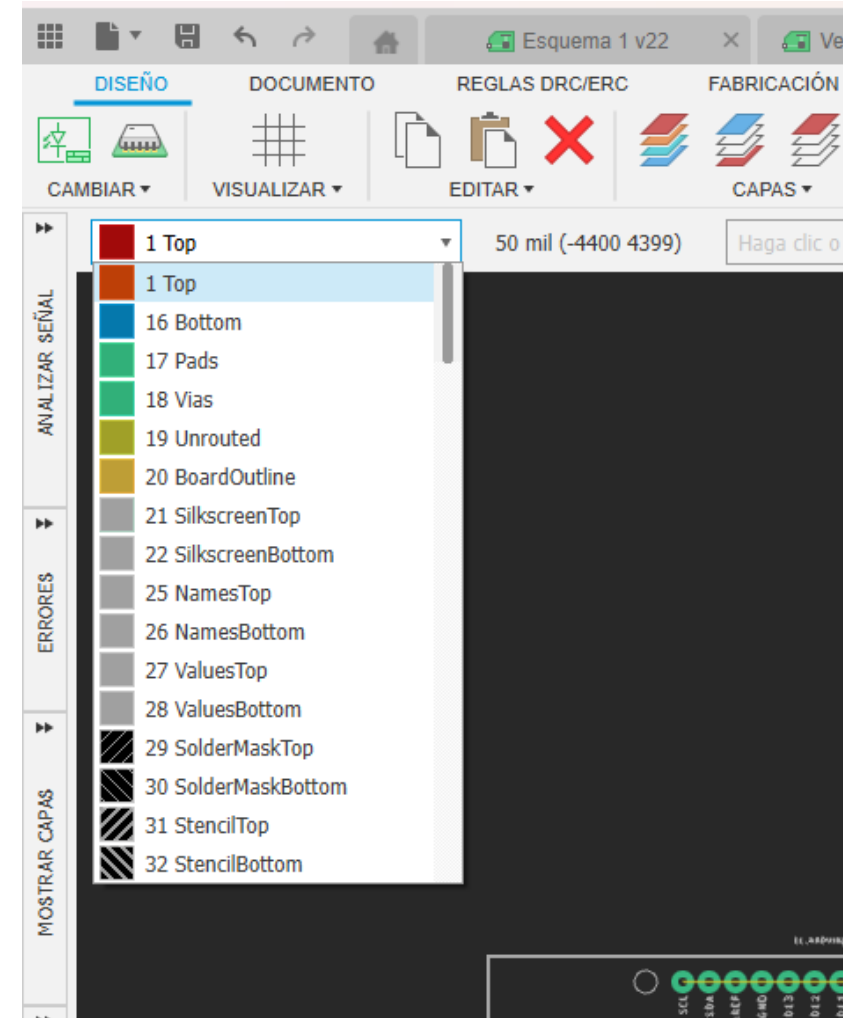 Esquema 1 v22
Ve
DISEÑO DOCUMENTO REGLAS DRC/ERC FABRICACIÓN
CAMBIAR VISUALIZAR EDITAR CAPAS
1 Top
50 mil (-4400 4399)
Haga clic o
1 Top
16 Bottom
17 Pads
18 Vias
19 Unrouted
20 BoardOutline
21 SilkscreenTop
22 SilkscreenBottom
25 NamesTop
26 NamesBottom
27 ValuesTop
28 ValuesBottom
29 SolderMaskTop
30 SolderMaskBottom
31 StencilTop
32 StencilBottom
ANALIZAR SEÑAL
ERRORES
MOSTRAR CAPAS
SCL
SDA
AREF
GND
D13
D12